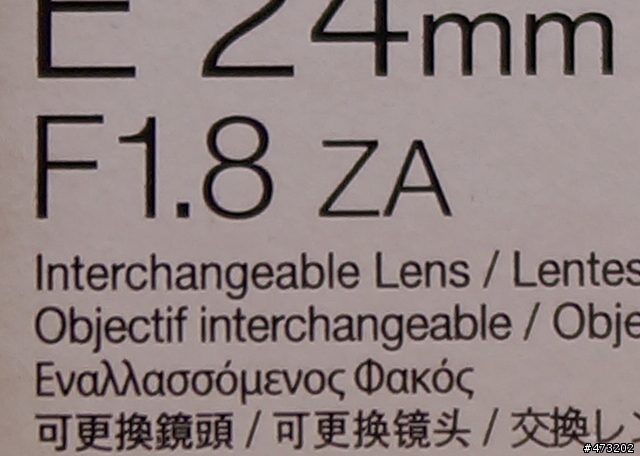 E 24mm
F1.8 ZA
Interchangeable Lens / Lentes
Objectif interchangeable / Obje
Εναλλασσόμενος Φακός
可更換鏡頭 / 可更换镜头 / 交換レン
#473202